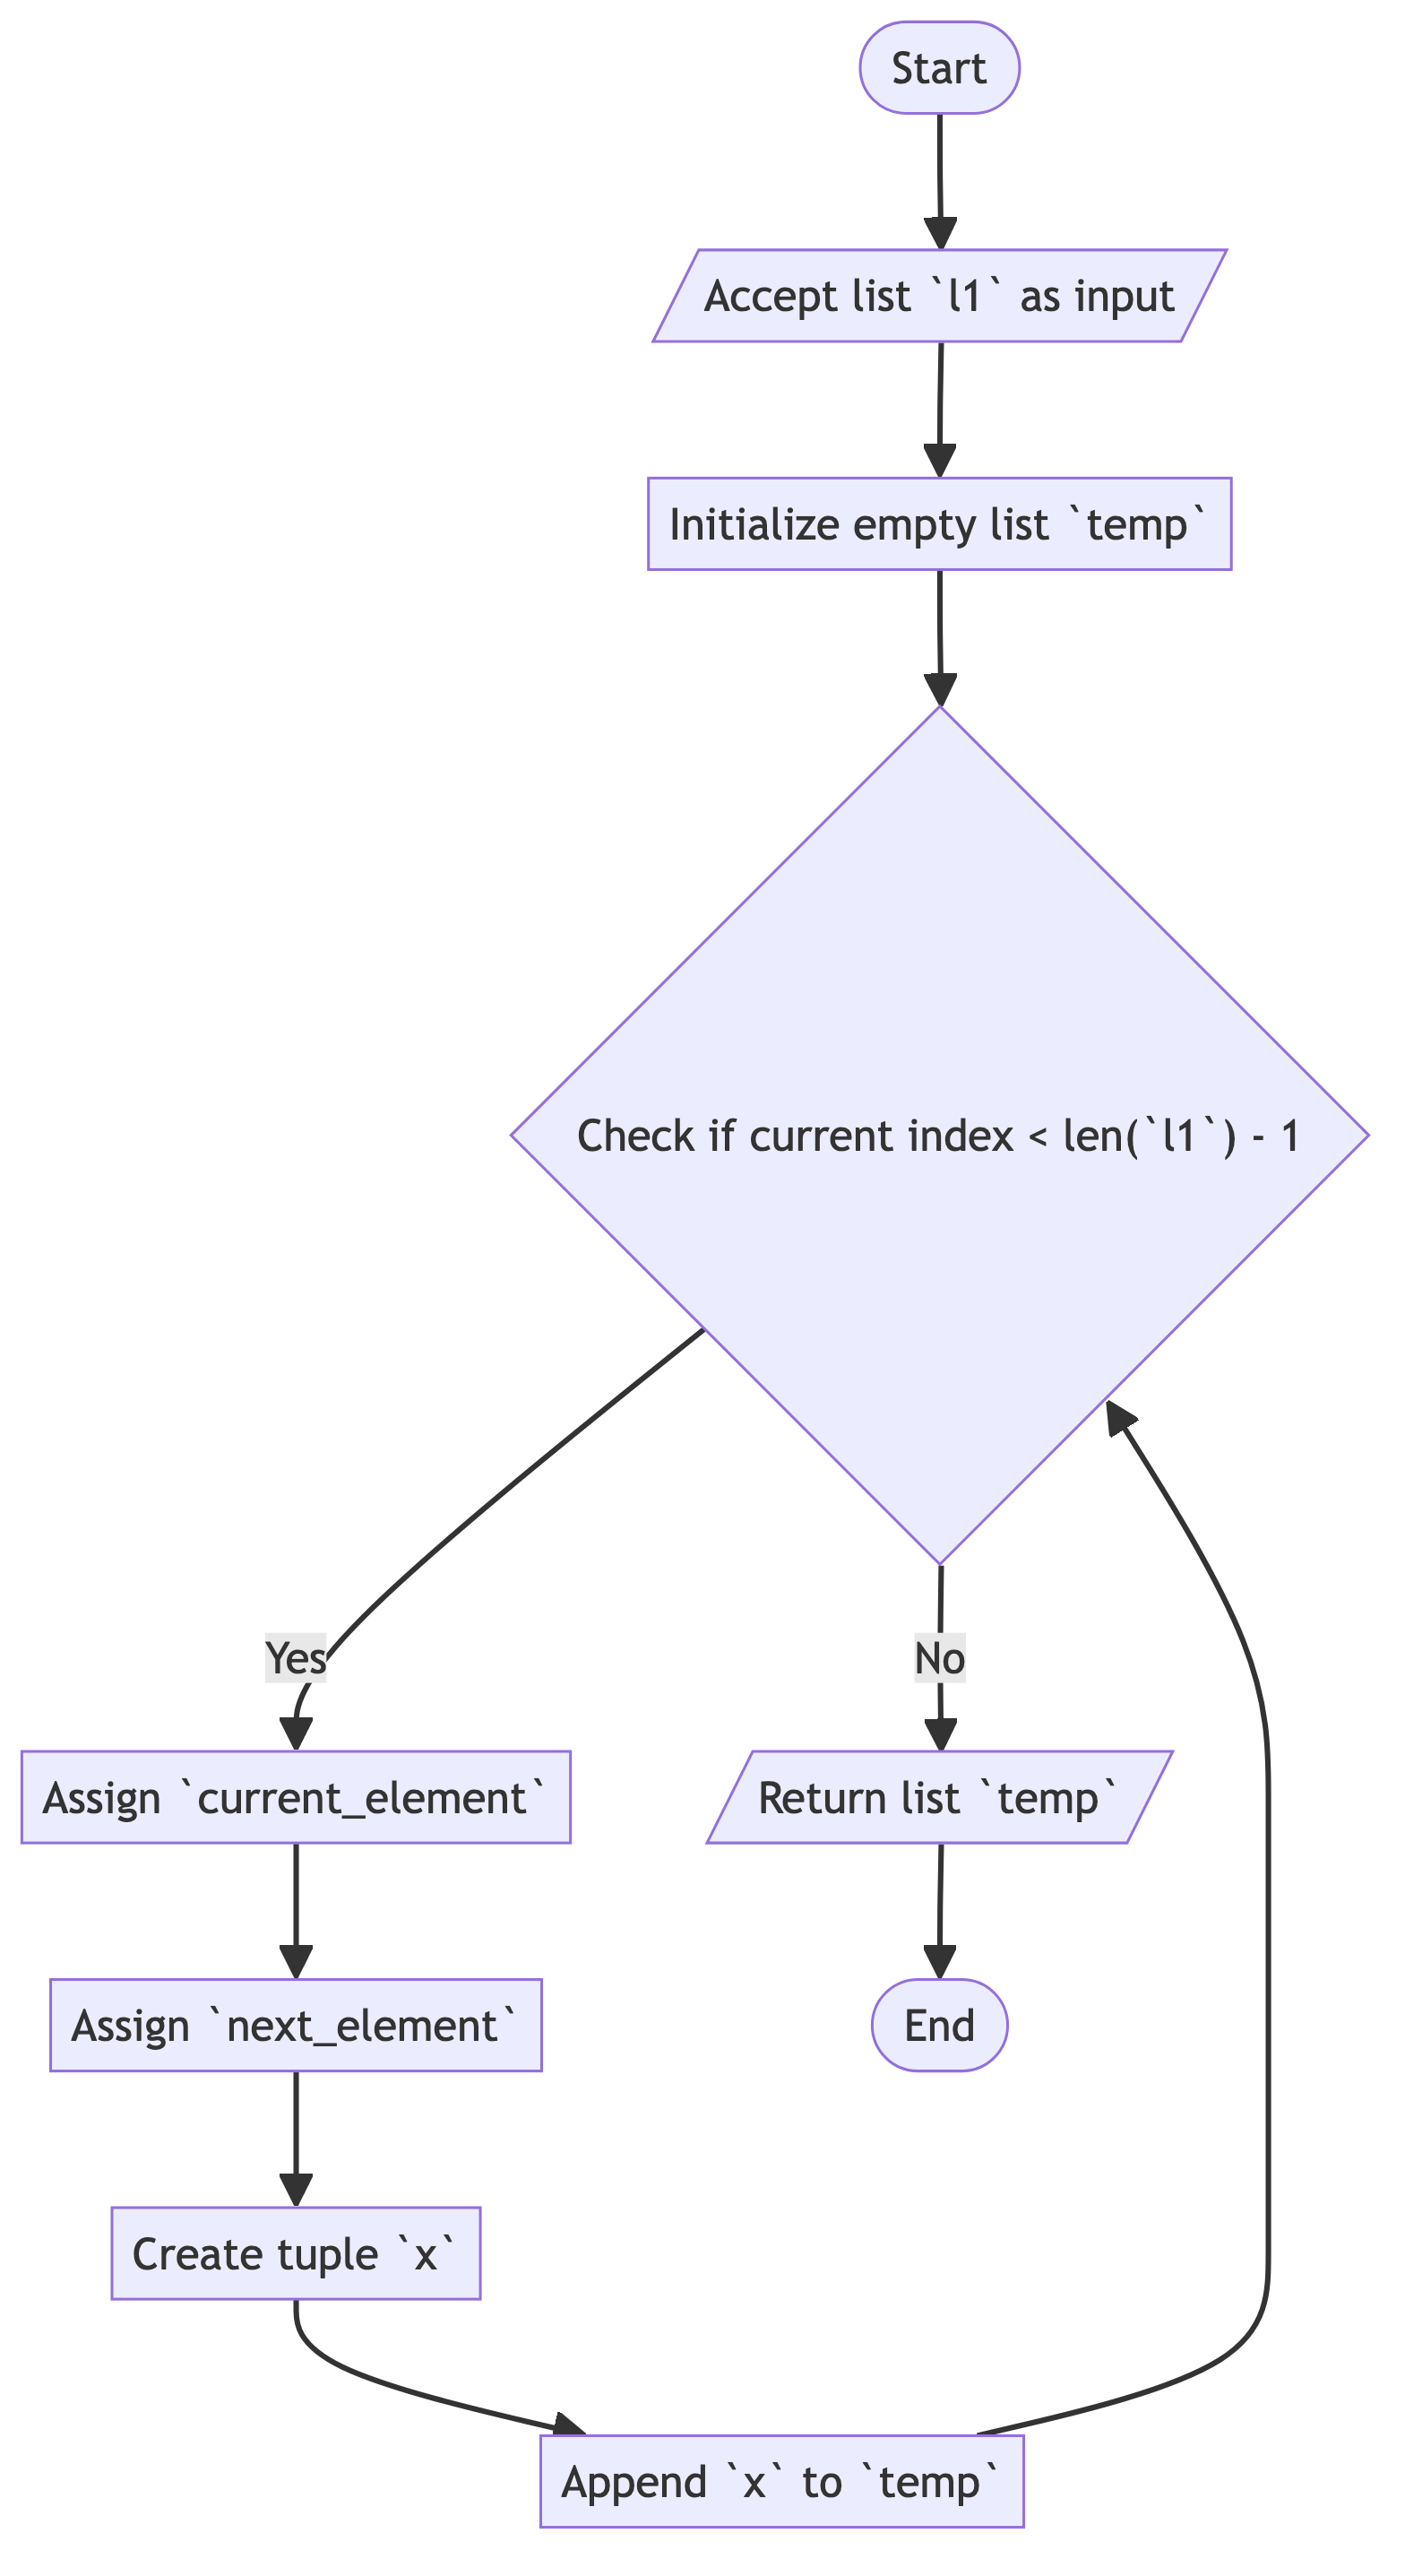 Start
Accept list `l1` as input
Initialize empty list `temp`
Check if current index < len(`l1`) - 1
Yes
No
Assign `current_element`
Return list `temp`
Assign `next_element`
End
Create tuple `x`
Append `x` to `temp`